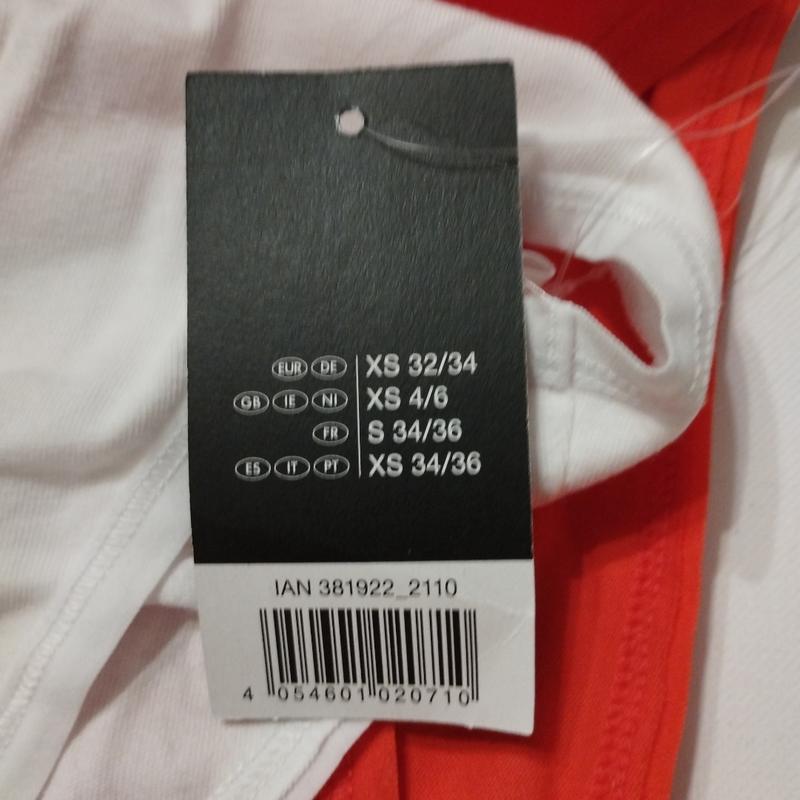 EUR DE XS 32/34
GB IE NI XS 4/6
FR S 34/36
ES IT PT XS 34/36
IAN 381922_2110
4 054601 020710